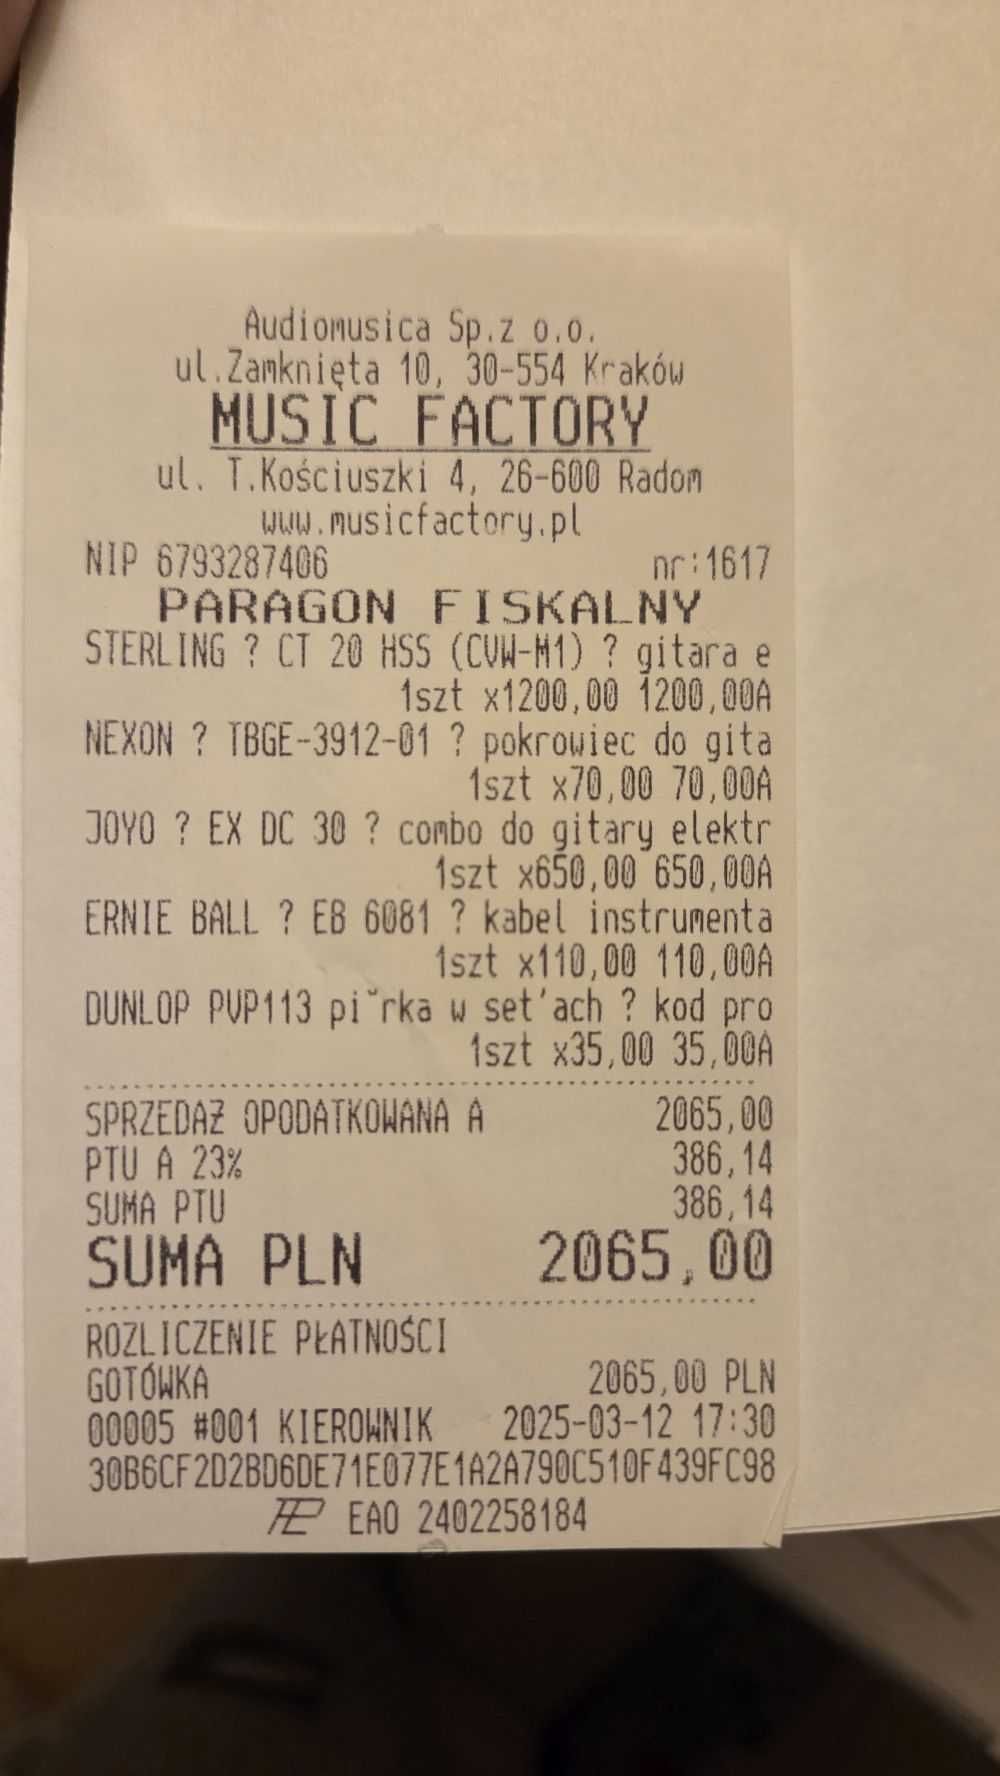 Audiomusica Sp.z o.o.
ul.Zamknięta 10, 30-554 Kraków
MUSIC FACTORY
ul. T.Kościuszki 4, 26-600 Radom
www.musicfactory.pl
NIP 6793287406 nr:1617
PARAGON FISKALNY
STERLING ? CT 20 HSS (CVW-M1) ? gitara e
1szt x1200,00 1200,00A
NEXON ? TBGE-3912-01 ? pokrowiec do gita
1szt x70,00 70,00A
JOYO ? EX DC 30 ? combo do gitary elektr
1szt x650,00 650,00A
ERNIE BALL ? EB 6081 ? kabel instrumenta
1szt x110,00 110,00A
DUNLOP PVP113 pi˘rka w set'ach ? kod pro
1szt x35,00 35,00A
SPRZEDAŻ OPODATKOWANA A 2065,00
PTU A 23% 386,14
SUMA PTU 386,14
SUMA PLN 2065,00
ROZLICZENIE PŁATNOŚCI
GOTÓWKA 2065,00 PLN
00005 #001 KIEROWNIK 2025-03-12 17:30
30B6CF2D2BD6DE71E077E1A2A790C510F439FC98
EAO 2402258184